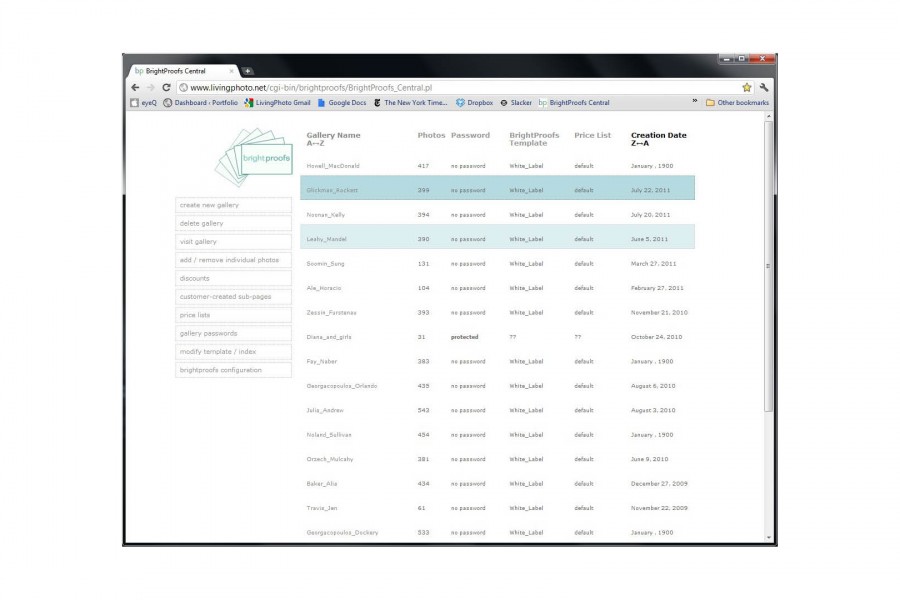 bp BrightProofs Central
www.livingphoto.net/cgi-bin/brightproofs/BrightProofs_Central.pl
eyeQ Dashboard ‹ Portfolio LivingPhoto Gmail Google Docs The New York Time... Dropbox Slacker bp BrightProofs Central » Other bookmarks
brightproofs
create new gallery
delete gallery
visit gallery
add / remove individual photos
discounts
customer-created sub-pages
price lists
gallery passwords
modify template / index
brightproofs configuration
Gallery Name Photos Password BrightProofs Price List Creation Date
A↔Z Template Z↔A
Howell_MacDonald 417 no password White_Label default January , 1900
Glickman_Rockett 399 no password White_Label default July 22, 2011
Noonan_Kelly 394 no password White_Label default July 20, 2011
Leahy_Mandel 390 no password White_Label default June 5, 2011
Soomin_Sung 131 no password White_Label default March 27, 2011
Ale_Horacio 104 no password White_Label default February 27, 2011
393 no password White_Label default November 21, 2010
Diana_and_girls 31 protected ?? ?? October 24, 2010
Fay_Naber 383 no password White_Label default January , 1900
Georgacopoulos_Orlando 439 no password White_Label default August 6, 2010
Julia_Andrew 543 no password White_Label default August 3, 2010
Noland_Sullivan 454 no password White_Label default January , 1900
Orzech_Mulcahy 381 no password White_Label default June 9, 2010
Bahar_Alia 434 no password White_Label default December 27, 2009
Travis_Jen 61 no password White_Label default November 22, 2009
Georgacopoulos_Dockery 533 no password White_Label default January , 1900